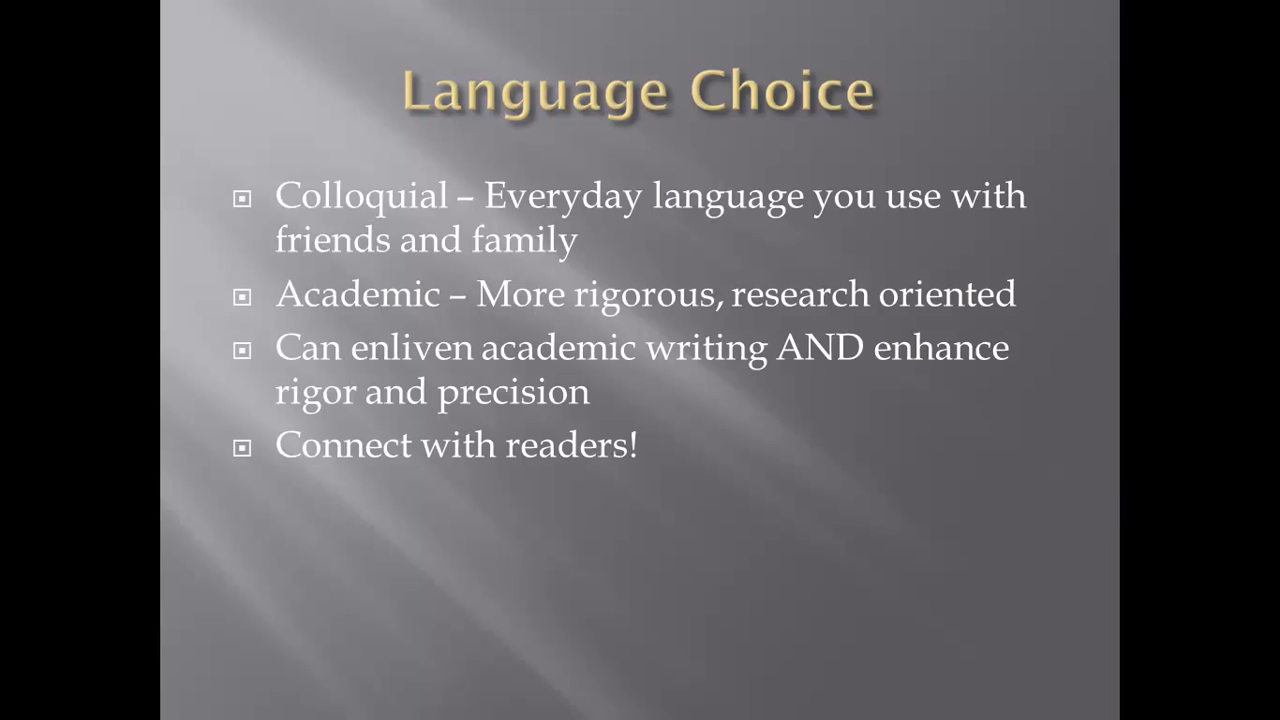 Language Choice
Colloquial – Everyday language you use with
friends and family
Academic – More rigorous, research oriented
Can enliven academic writing AND enhance
rigor and precision
Connect with readers!